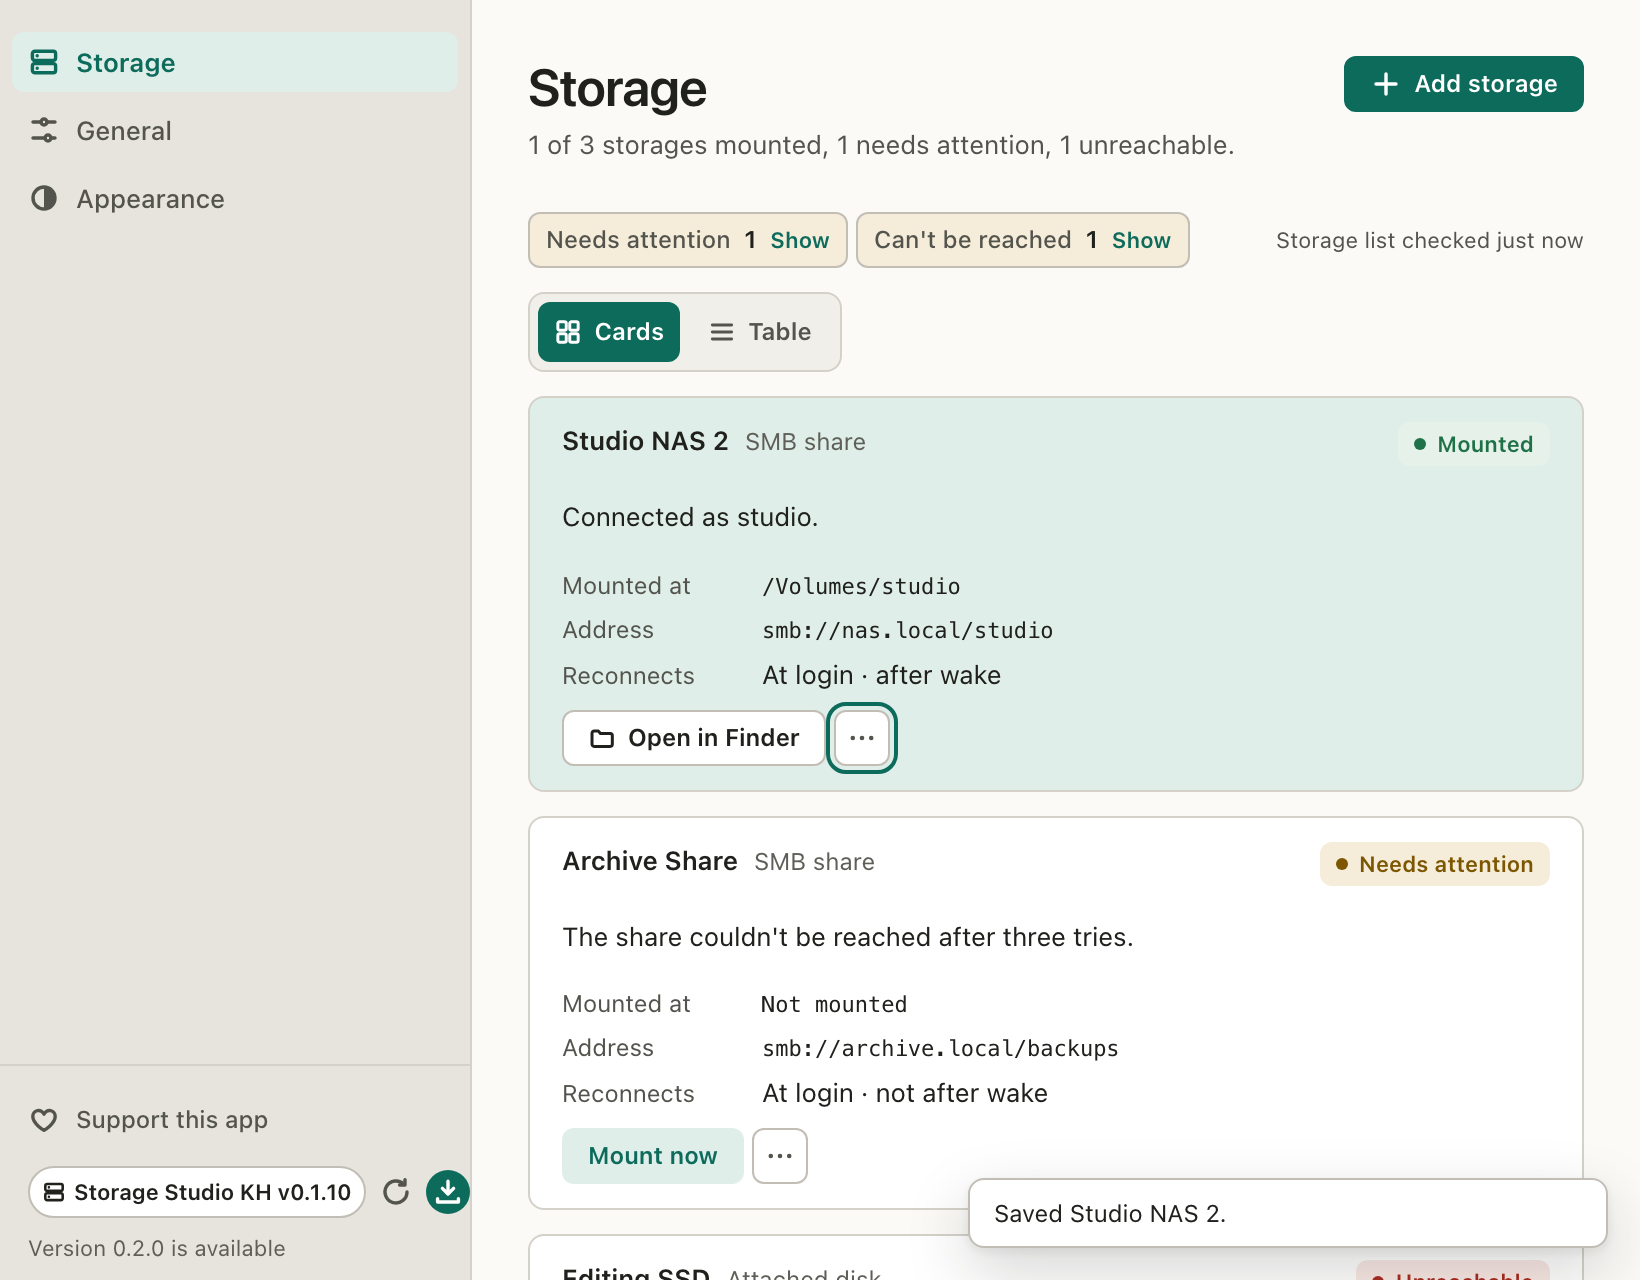 Storage
General
Appearance
Support this app
Storage Studio KH v0.1.10
Version 0.2.0 is available
Storage
Add storage
1 of 3 storages mounted, 1 needs attention, 1 unreachable.
Needs attention 1 Show
Can't be reached 1 Show
Storage list checked just now
Cards
Table
Studio NAS 2 SMB share
Mounted
Connected as studio.
Mounted at /Volumes/studio
Address smb://nas.local/studio
Reconnects At login · after wake
Open in Finder
Archive Share SMB share
Needs attention
The share couldn't be reached after three tries.
Mounted at Not mounted
Address smb://archive.local/backups
Reconnects At login · not after wake
Mount now
Saved Studio NAS 2.
Editing SSD Attached disk
Unreachable